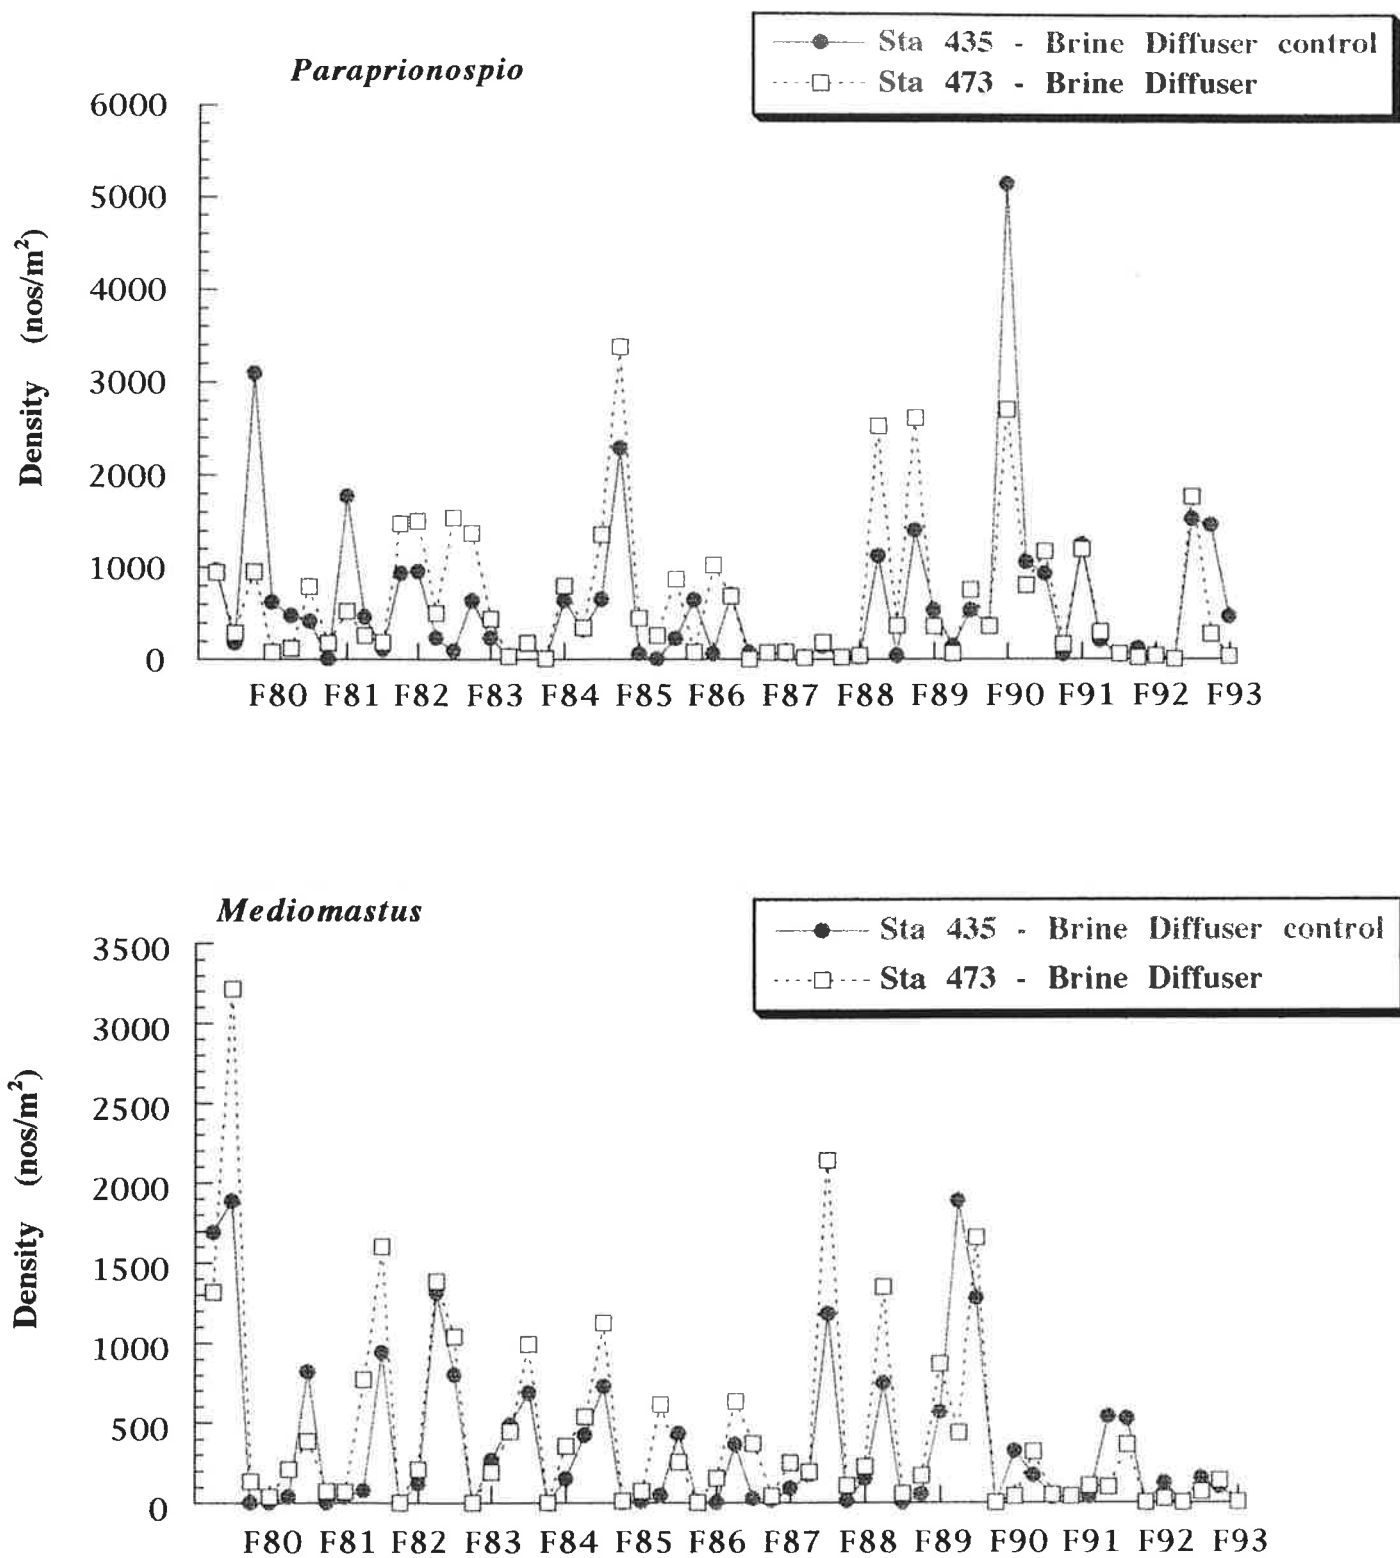 Paraprionospio
Sta 435 - Brine Diffuser control
Sta 473 - Brine Diffuser
6000
5000
4000
3000
2000
1000
0
Density (nos/m²)
F80 F81 F82 F83 F84 F85 F86 F87 F88 F89 F90 F91 F92 F93
Mediomastus
Sta 435 - Brine Diffuser control
Sta 473 - Brine Diffuser
3500
3000
2500
2000
1500
1000
500
0
Density (nos/m²)
F80 F81 F82 F83 F84 F85 F86 F87 F88 F89 F90 F91 F92 F93